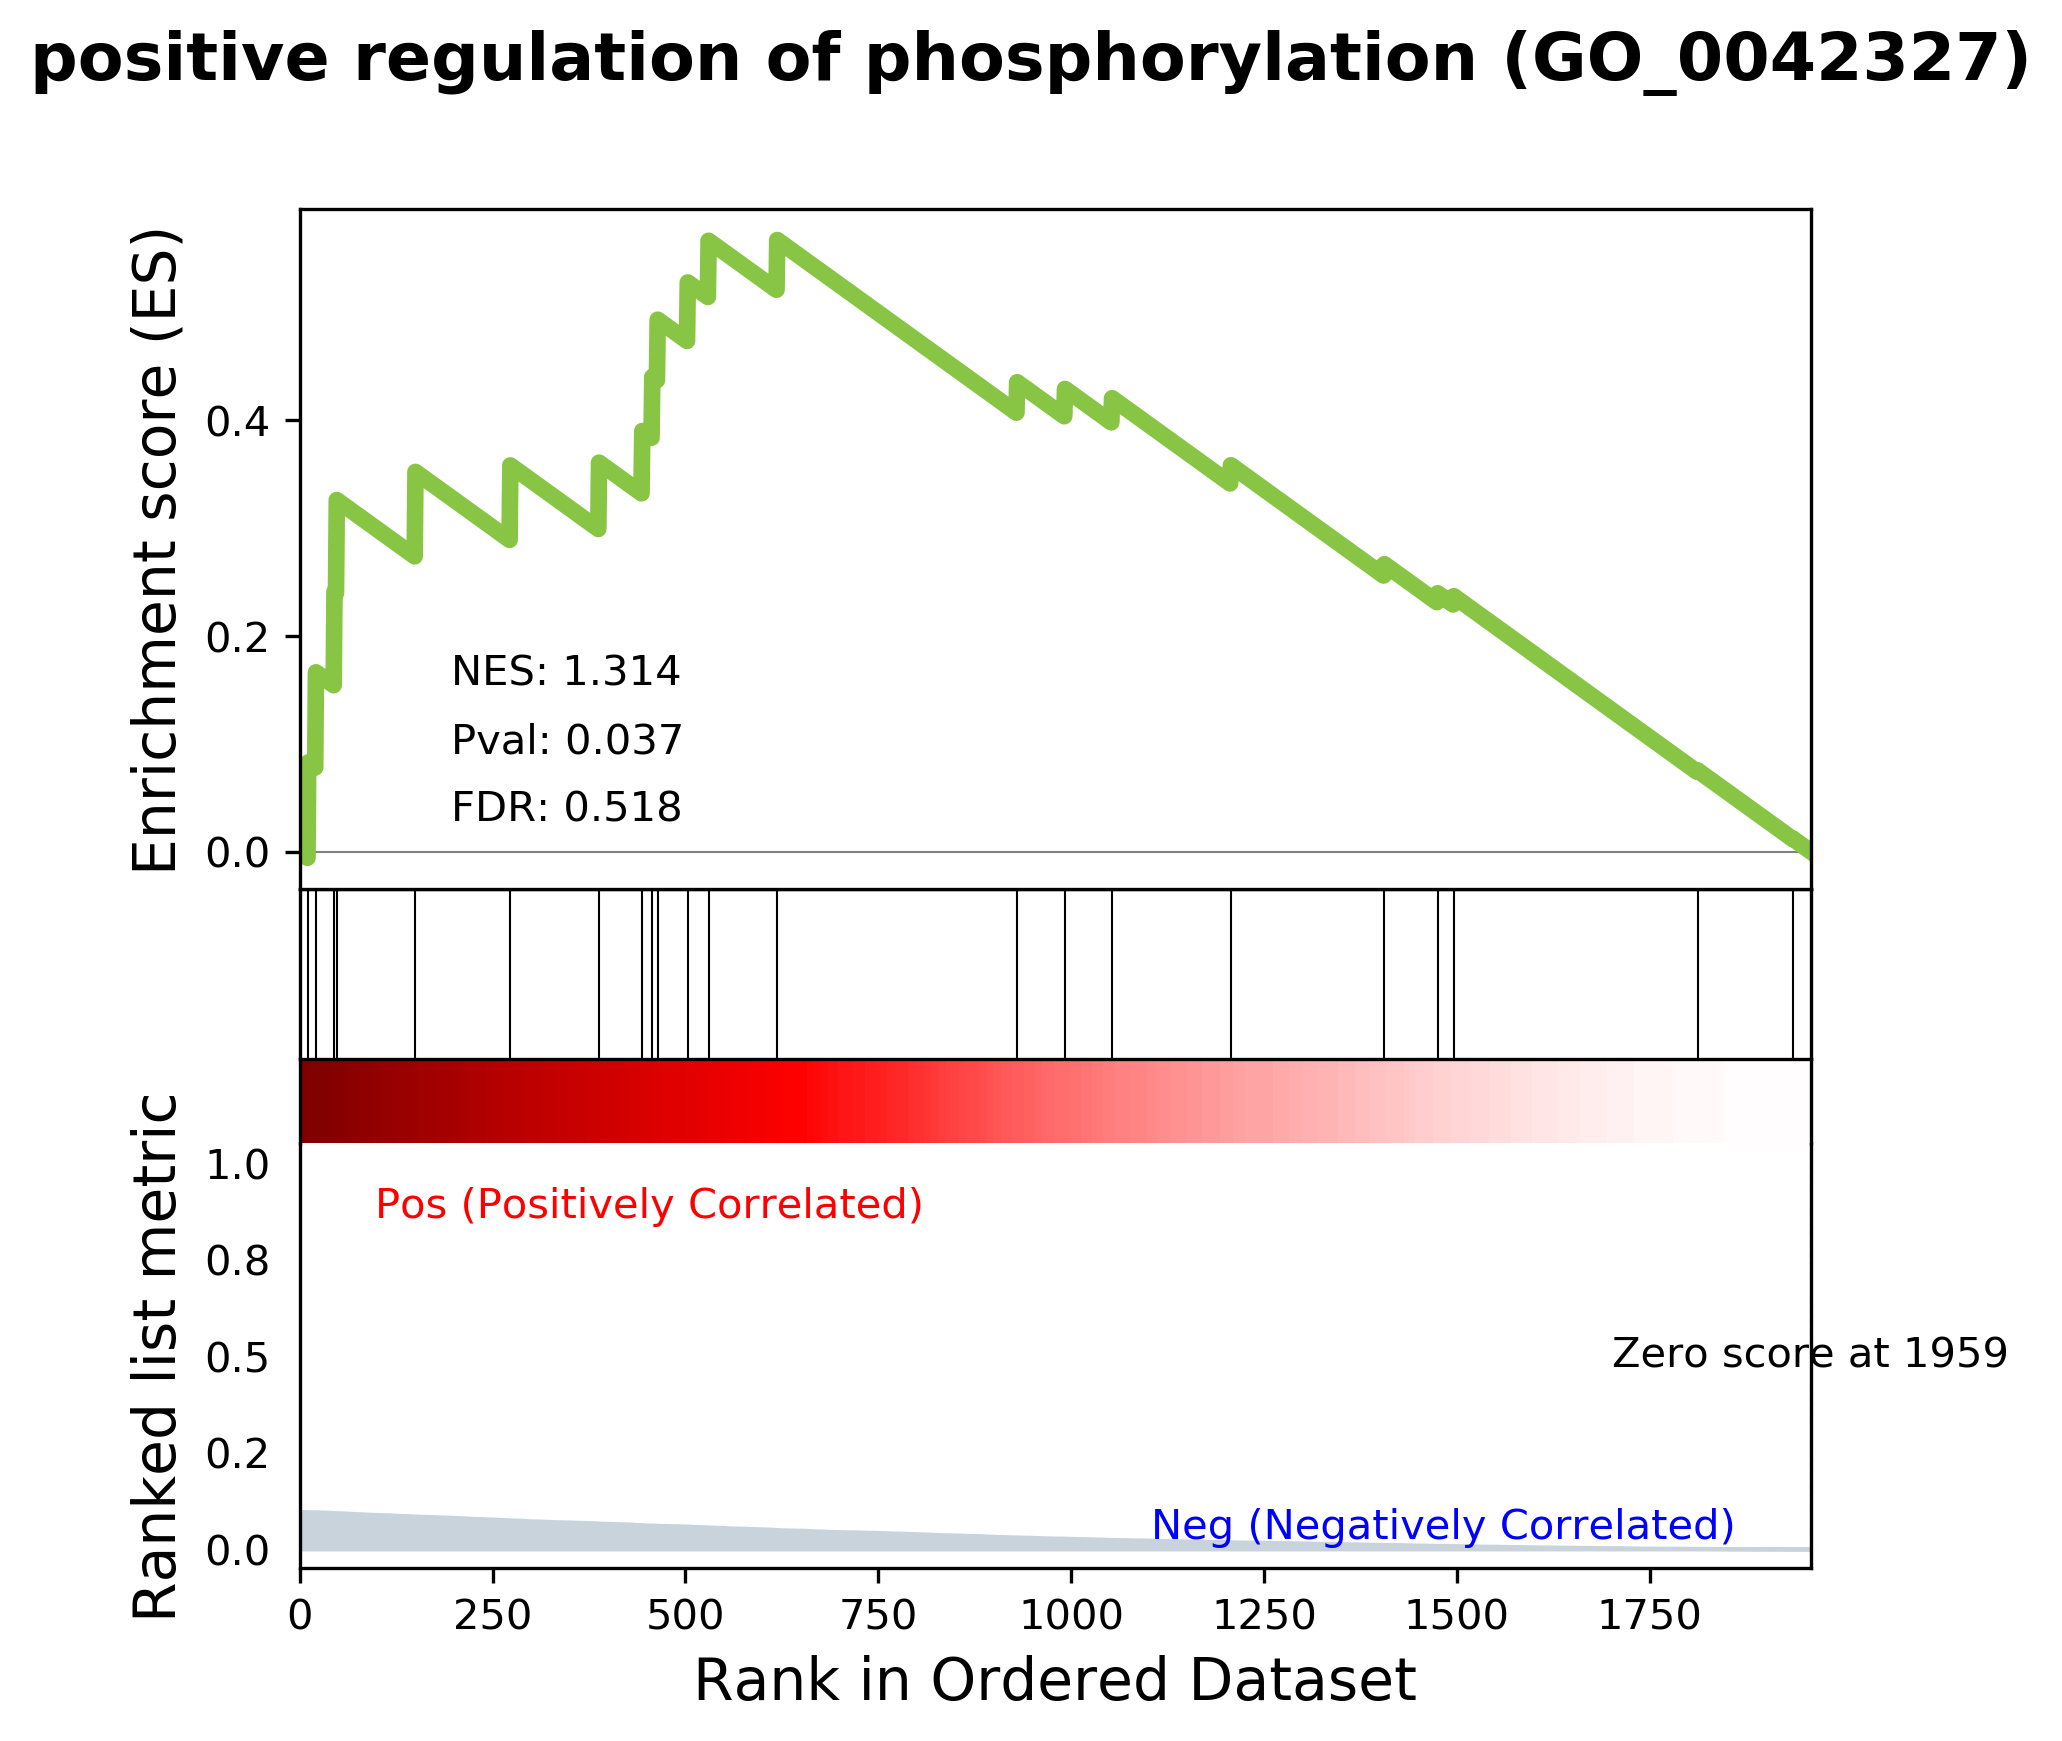 positive regulation of phosphorylation (GO_0042327)
Enrichment score (ES)
0.4
0.2
0.0
NES: 1.314
Pval: 0.037
FDR: 0.518
Ranked list metric
1.0
0.8
0.5
0.2
0.0
Pos (Positively Correlated)
Zero score at 1959
Neg (Negatively Correlated)
0 250 500 750 1000 1250 1500 1750
Rank in Ordered Dataset